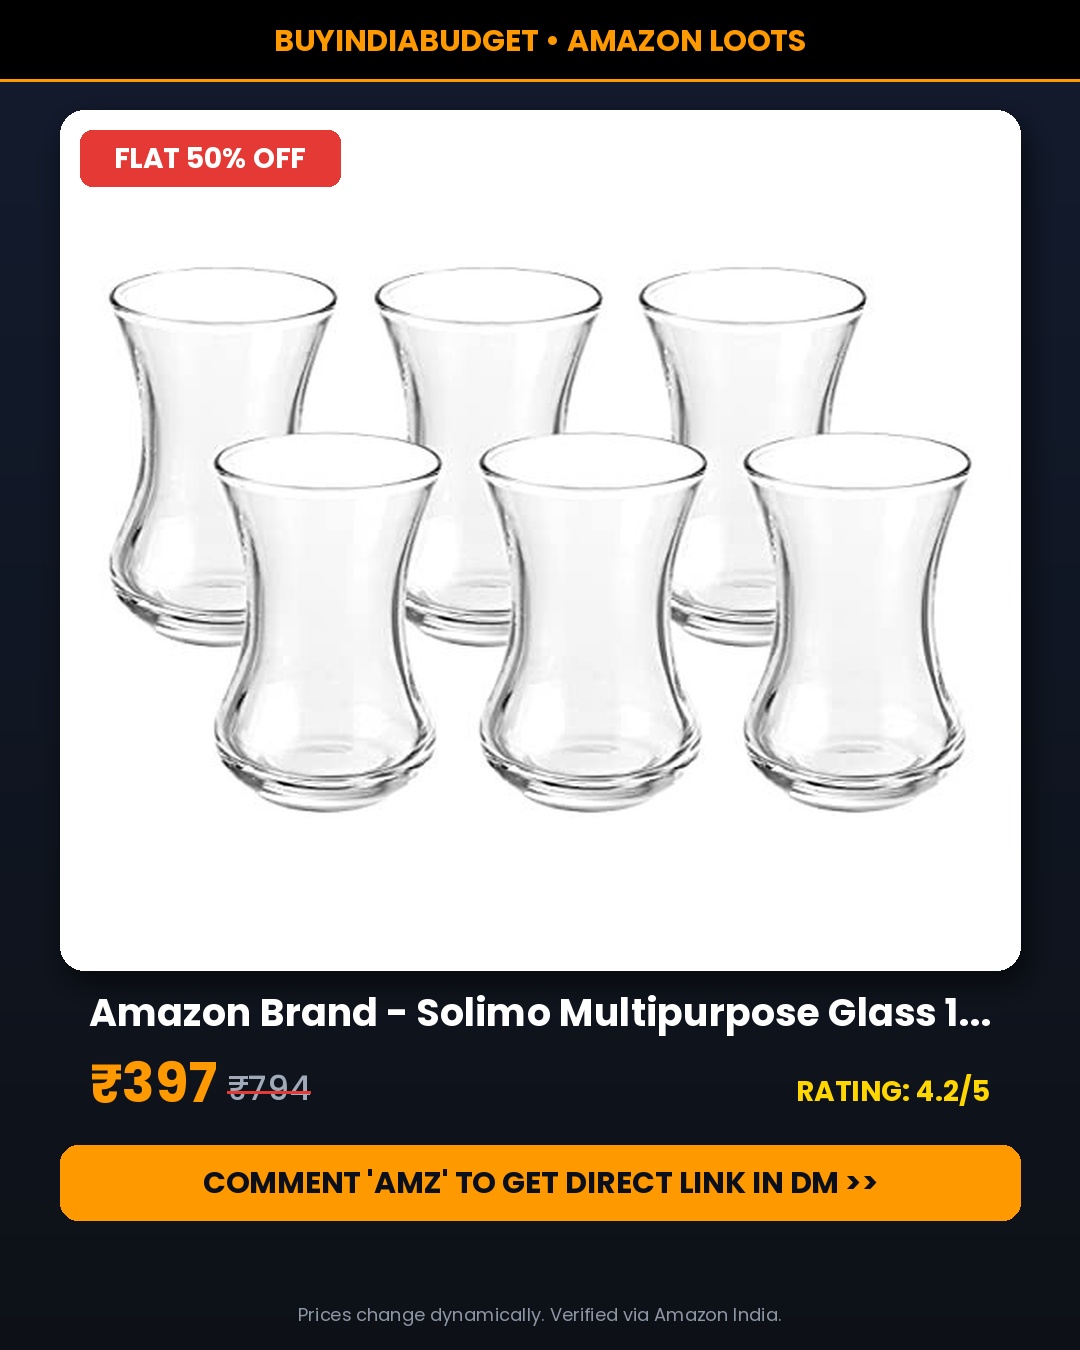 BUYINDIABUDGET • AMAZON LOOTS
FLAT 50% OFF
Amazon Brand - Solimo Multipurpose Glass 1...
₹397 ₹794
RATING: 4.2/5
COMMENT 'AMZ' TO GET DIRECT LINK IN DM >>
Prices change dynamically. Verified via Amazon India.